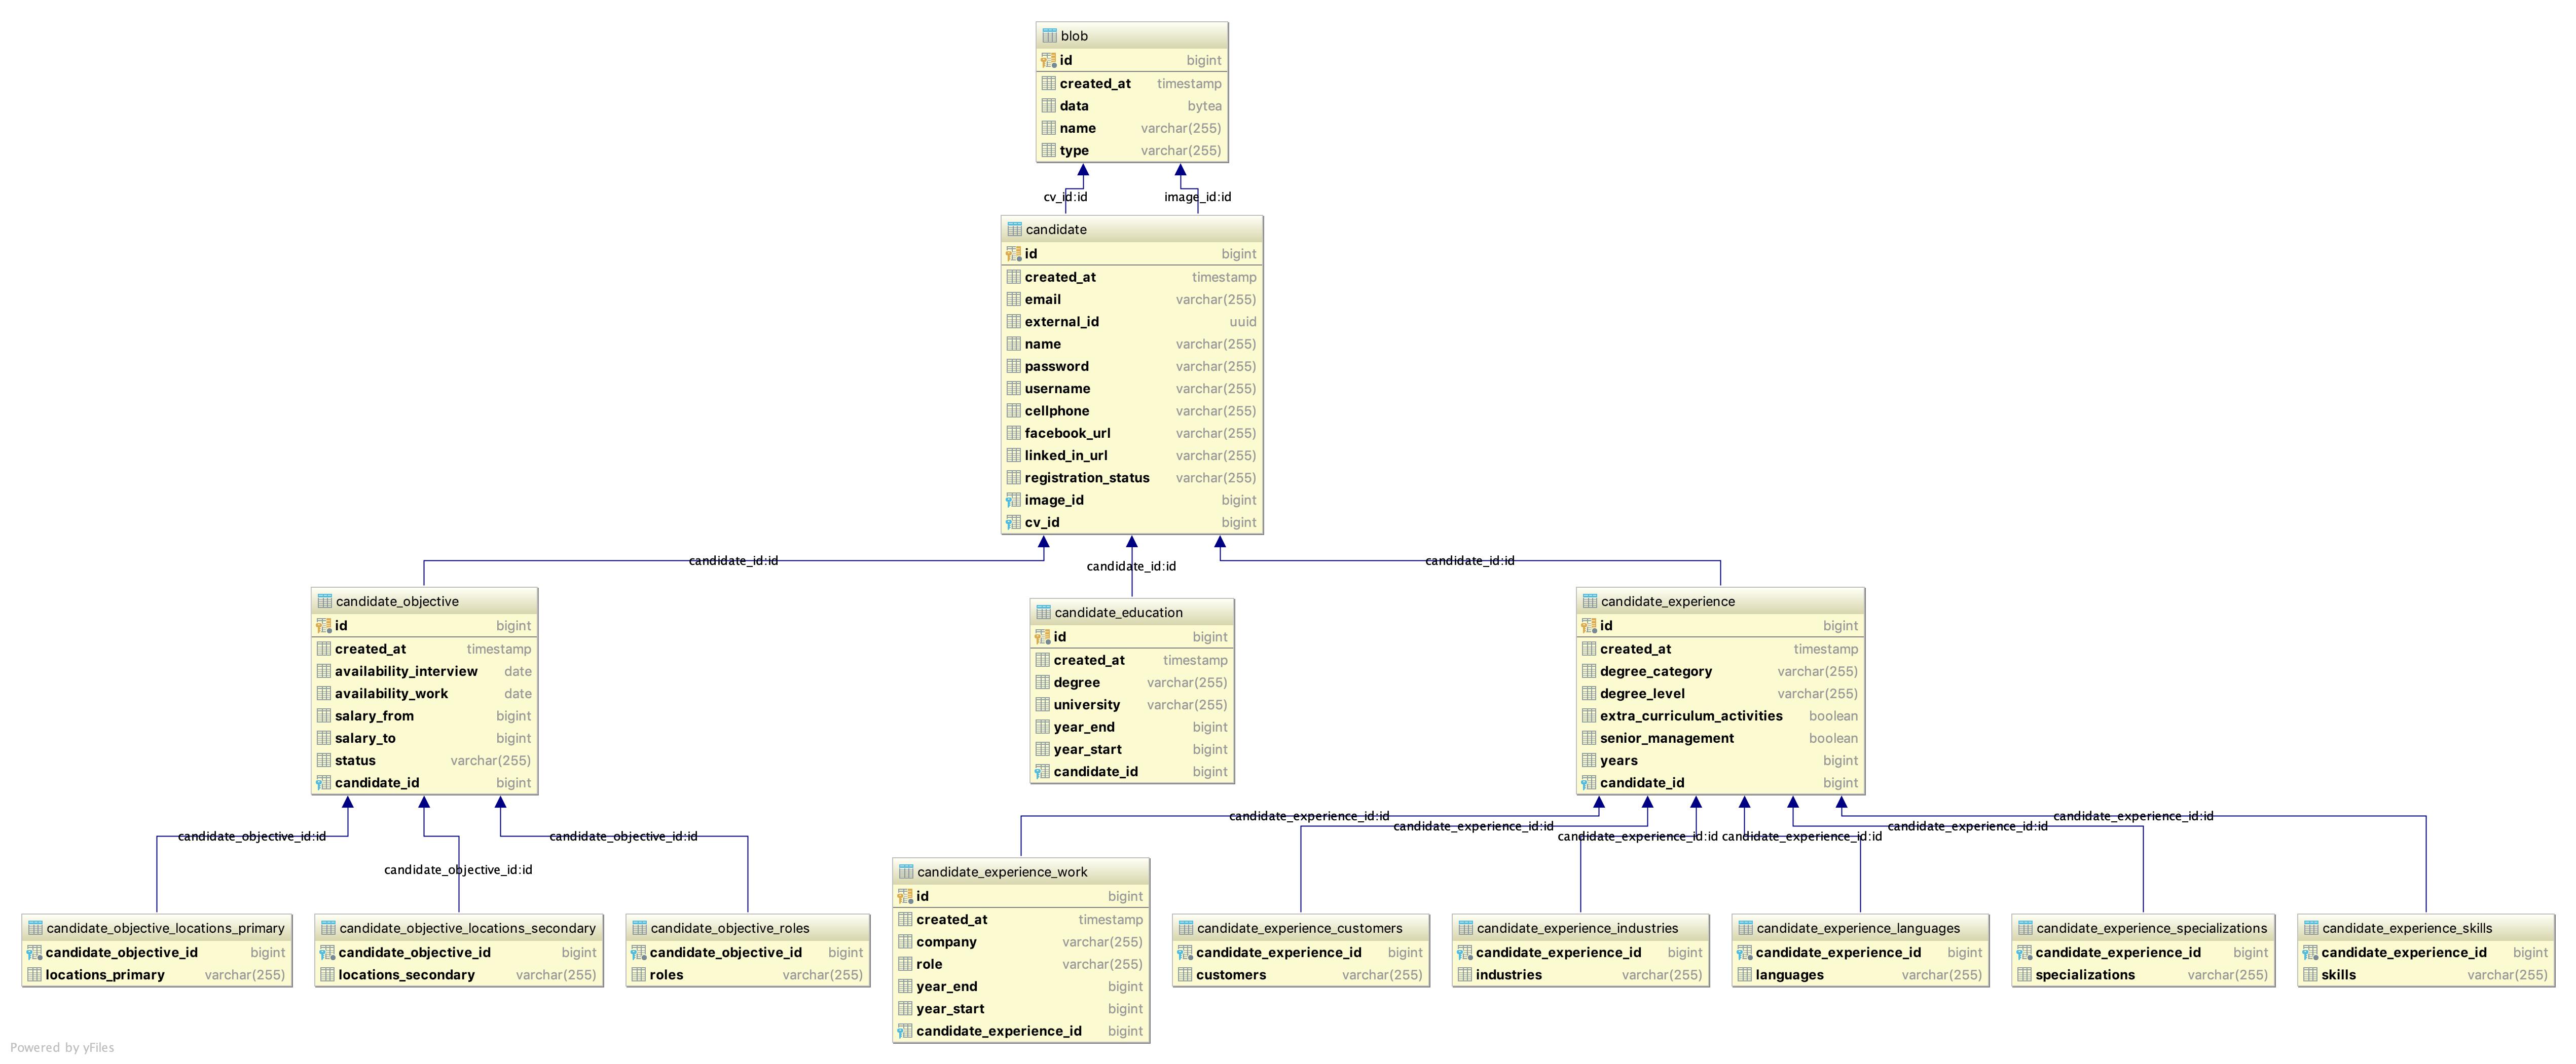 blob
id bigint
created_at timestamp
data bytea
name varchar(255)
type varchar(255)
cv_id:id
image_id:id
candidate
id bigint
created_at timestamp
email varchar(255)
external_id uuid
name varchar(255)
password varchar(255)
username varchar(255)
cellphone varchar(255)
facebook_url varchar(255)
linked_in_url varchar(255)
registration_status varchar(255)
image_id bigint
cv_id bigint
candidate_id:id
candidate_id:id
candidate_id:id
candidate_objective
id bigint
created_at timestamp
availability_interview date
availability_work date
salary_from bigint
salary_to bigint
status varchar(255)
candidate_id bigint
candidate_education
id bigint
created_at timestamp
degree varchar(255)
university varchar(255)
year_end bigint
year_start bigint
candidate_id bigint
candidate_experience
id bigint
created_at timestamp
degree_category varchar(255)
degree_level varchar(255)
extra_curriculum_activities boolean
senior_management boolean
years bigint
candidate_id bigint
candidate_objective_id:id
candidate_objective_id:id
candidate_objective_id:id
candidate_experience_id:id
candidate_experience_id:id
candidate_experience_id:id
candidate_experience_id:id
candidate_experience_id:id
candidate_experience_id:id
candidate_objective_locations_primary
candidate_objective_id bigint
locations_primary varchar(255)
candidate_objective_locations_secondary
candidate_objective_id bigint
locations_secondary varchar(255)
candidate_objective_roles
candidate_objective_id bigint
roles varchar(255)
candidate_experience_work
id bigint
created_at timestamp
company varchar(255)
role varchar(255)
year_end bigint
year_start bigint
candidate_experience_id bigint
candidate_experience_customers
candidate_experience_id bigint
customers varchar(255)
candidate_experience_industries
candidate_experience_id bigint
industries varchar(255)
candidate_experience_languages
candidate_experience_id bigint
languages varchar(255)
candidate_experience_specializations
candidate_experience_id bigint
specializations varchar(255)
candidate_experience_skills
candidate_experience_id bigint
skills varchar(255)
Powered by yFiles